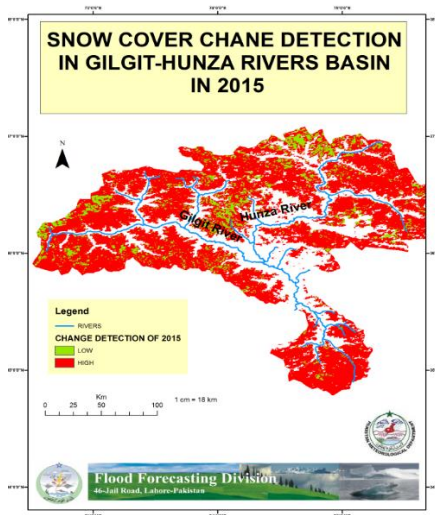 SNOW COVER CHANE DETECTION
IN GILGIT-HUNZA RIVERS BASIN
IN 2015
N
Hunza River
Gilgit River
Legend
RIVERS
CHANGE DETECTION OF 2015
LOW
HIGH
Km
0 50 100
1 cm = 18 km
Flood Forecasting Division
46-Jail Road, Lahore-Pakistan